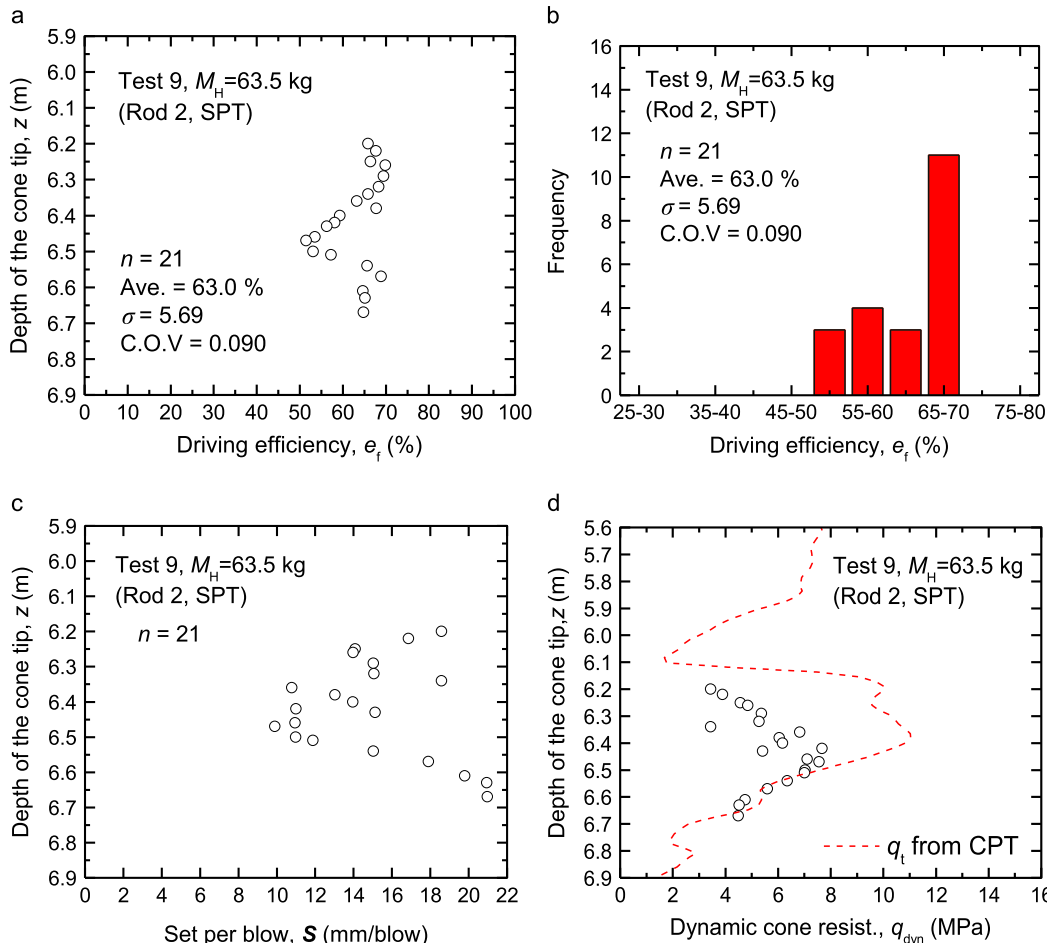 a
5.9
6.0
6.1
6.2
6.3
6.4
6.5
6.6
6.7
6.8
6.9
Depth of the cone tip, z (m)
Test 9, M_H=63.5 kg
(Rod 2, SPT)
n = 21
Ave. = 63.0 %
σ = 5.69
C.O.V = 0.090
0 10 20 30 40 50 60 70 80 90 100
Driving efficiency, e_f (%)
b
16
14
12
10
8
6
4
2
0
Frequency
Test 9, M_H=63.5 kg
(Rod 2, SPT)
n = 21
Ave. = 63.0 %
σ = 5.69
C.O.V = 0.090
25-30 35-40 45-50 55-60 65-70 75-80
Driving efficiency, e_f (%)
c
5.9
6.0
6.1
6.2
6.3
6.4
6.5
6.6
6.7
6.8
6.9
Depth of the cone tip, z (m)
Test 9, M_H=63.5 kg
(Rod 2, SPT)
n = 21
0 2 4 6 8 10 12 14 16 18 20 22
Set per blow, S (mm/blow)
d
5.6
5.7
5.8
5.9
6.0
6.1
6.2
6.3
6.4
6.5
6.6
6.7
6.8
6.9
Depth of the cone tip,z (m)
Test 9, M_H=63.5 kg
(Rod 2, SPT)
q_t from CPT
0 2 4 6 8 10 12 14 16
Dynamic cone resist., q_dyn (MPa)